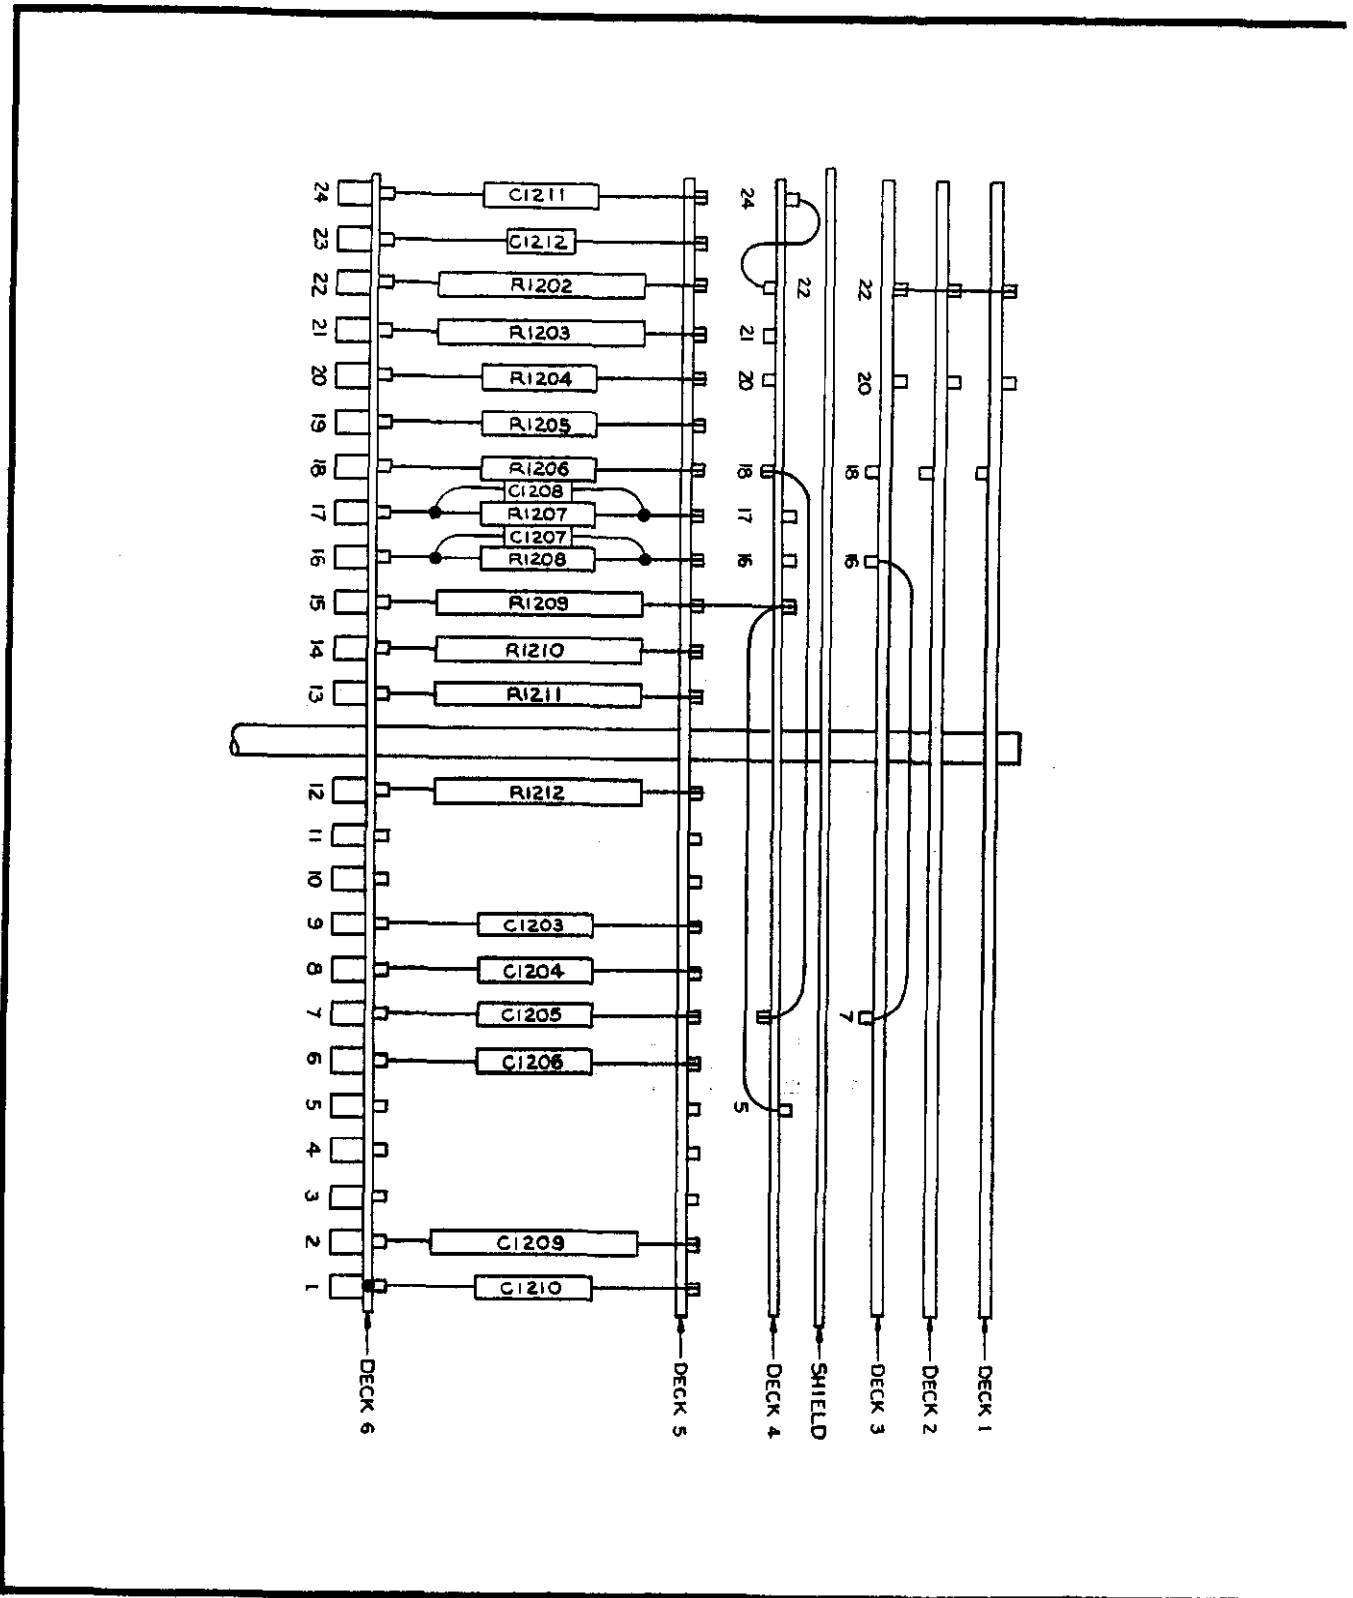 24 C1211 24
23 C1212
22 R1202 22 22
21 R1203 21
20 R1204 20 20
19 R1205
18 R1206 18 18
C1208
17 R1207 17
C1207
16 R1208 16 16
15 R1209
14 R1210
13 R1211
12 R1212
11
10
9 C1203
8 C1204
7 C1205 7
6 C1206
5 5
4
3
2 C1209
1 C1210
DECK 6
DECK 5
DECK 4
SHIELD
DECK 3
DECK 2
DECK 1